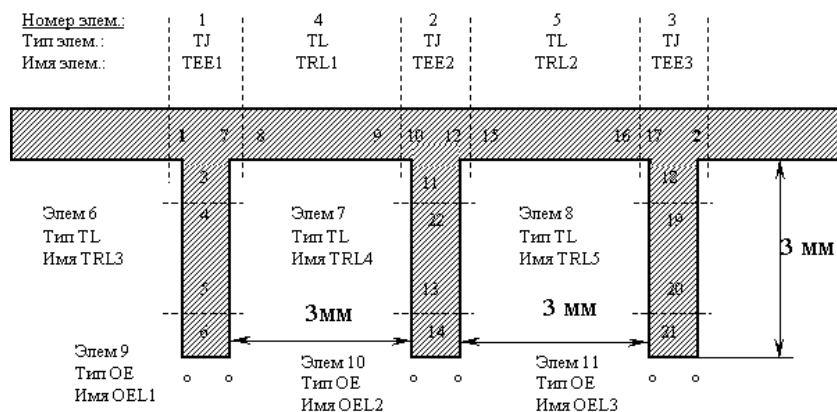 Номер элем.: 1 4 2 5 3
Тип элем.: TJ TL TJ TL TJ
Имя элем.: TEE1 TRL1 TEE2 TRL2 TEE3
1 7 8 9 10 12 15 16 17 2
3 11 18
4 22 19
Элем 6 Элем 7 Элем 8
Тип TL Тип TL Тип TL
Имя TRL3 Имя TRL4 Имя TRL5
3 мм
5 13 20
3мм 3 мм
6 14 21
Элем 9 Элем 10 Элем 11
Тип OE Тип OE Тип OE
Имя OEL1 Имя OEL2 Имя OEL3